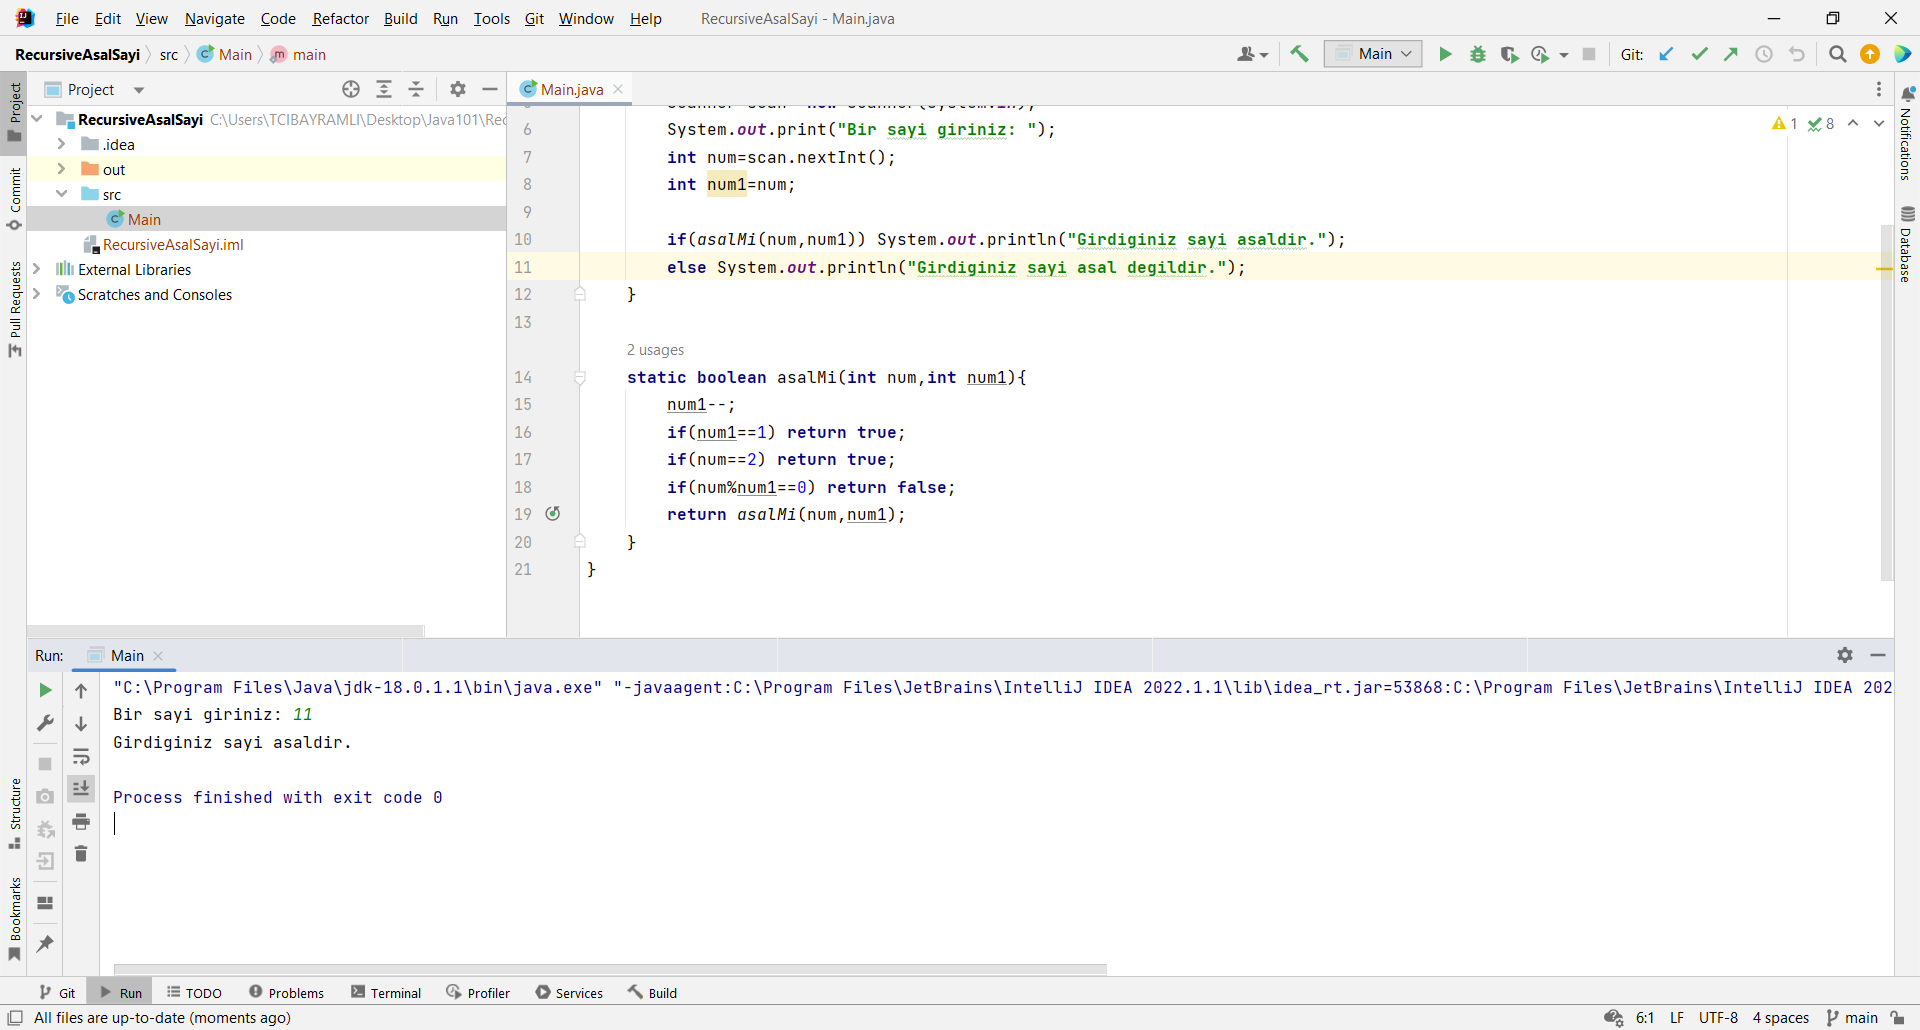 File Edit View Navigate Code Refactor Build Run Tools Git Window Help RecursiveAsalSayi - Main.java
RecursiveAsalSayi src Main main
Main Git:
Project
Main.java
RecursiveAsalSayi C:\Users\TCIBAYRAMLI\Desktop\Java101\Rec
.idea
out
src
Main
RecursiveAsalSayi.iml
External Libraries
Scratches and Consoles
Project
Commit
Pull Requests
Structure
Bookmarks
Scanner scan = new Scanner(System.in);
6 System.out.print("Bir sayi giriniz: ");
7 int num=scan.nextInt();
8 int num1=num;
9
10 if(asalMi(num,num1)) System.out.println("Girdiginiz sayi asaldir.");
11 else System.out.println("Girdiginiz sayi asal degildir.");
12 }
13
2 usages
14 static boolean asalMi(int num,int num1){
15 num1--;
16 if(num1==1) return true;
17 if(num==2) return true;
18 if(num%num1==0) return false;
19 return asalMi(num,num1);
20 }
21 }
1 8
Notifications
Database
Run: Main
"C:\Program Files\Java\jdk-18.0.1.1\bin\java.exe" "-javaagent:C:\Program Files\JetBrains\IntelliJ IDEA 2022.1.1\lib\idea_rt.jar=53868:C:\Program Files\JetBrains\IntelliJ IDEA 202
Bir sayi giriniz: 11
Girdiginiz sayi asaldir.
Process finished with exit code 0
Git Run TODO Problems Terminal Profiler Services Build
All files are up-to-date (moments ago) 6:1 LF UTF-8 4 spaces main